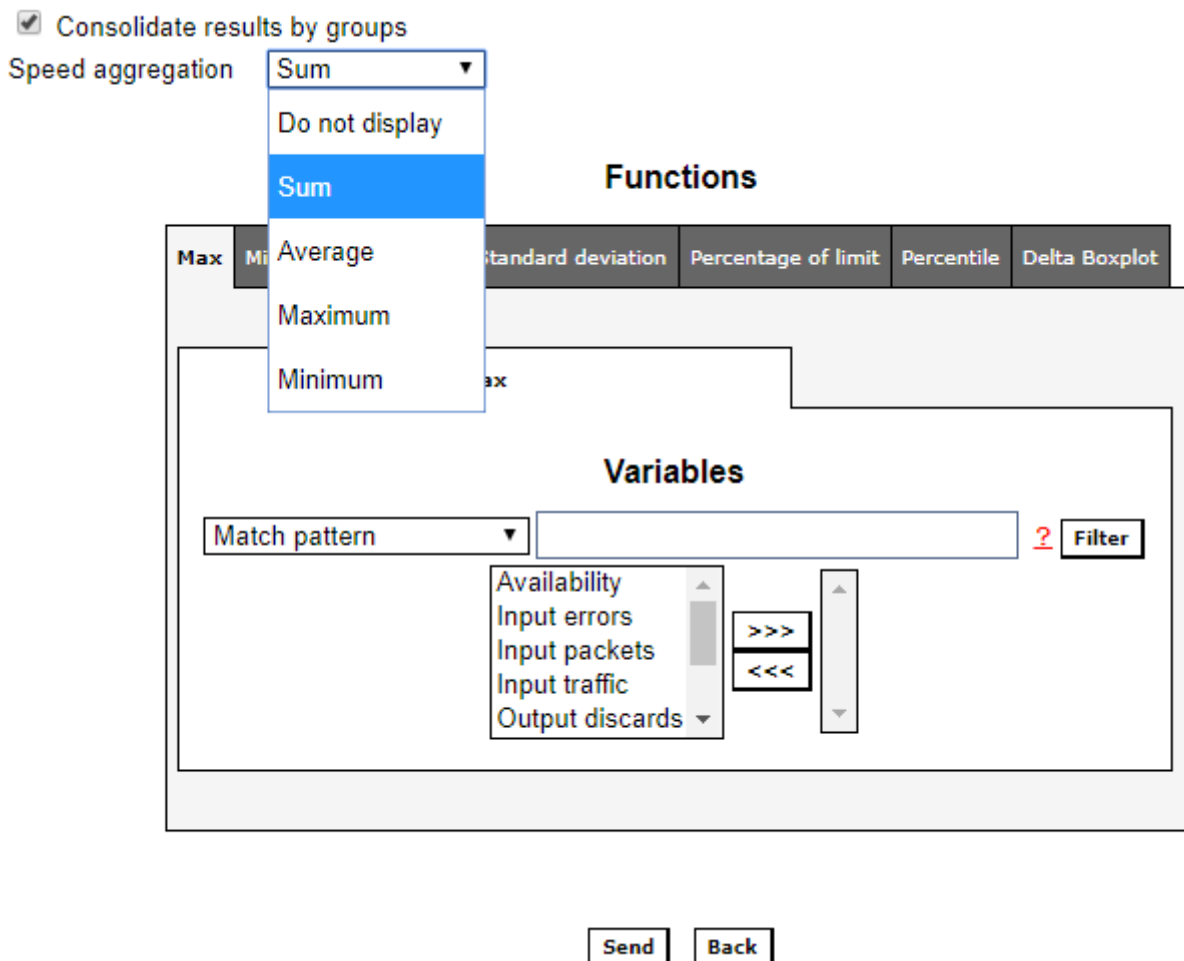 Consolidate results by groups
Speed aggregation Sum
Do not display
Sum
Average
Maximum
Minimum
Functions
Max Standard deviation Percentage of limit Percentile Delta Boxplot
Variables
Match pattern ? Filter
Availability
Input errors
Input packets
Input traffic
Output discards
>>>
<<<
Send Back